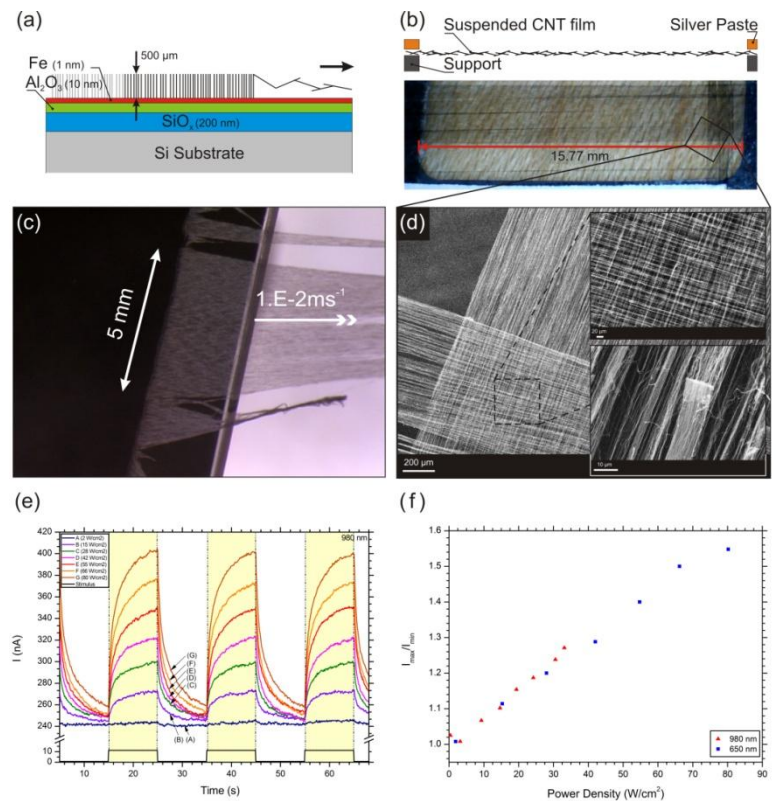 (a)
500 µm
Fe (1 nm)
Al2O3 (10 nm)
SiOx (200 nm)
Si Substrate
(b)
Suspended CNT film
Silver Paste
Support
15.77 mm
(c)
5 mm
1.E-2ms-1
(d)
20 µm
10 µm
200 µm
(e)
980 nm
A (2 W/cm2)
B (15 W/cm2)
C (28 W/cm2)
D (42 W/cm2)
E (55 W/cm2)
F (66 W/cm2)
G (80 W/cm2)
Stimulus
420
400
380
360
340
320
300
280
260
240
10
0
I (nA)
(G)
(F)
(E)
(D)
(C)
(B) (A)
10 20 30 40 50 60
Time (s)
(f)
1.6
1.5
1.4
1.3
1.2
1.1
1.0
Imax/Imin
980 nm
650 nm
0 10 20 30 40 50 60 70 80 90
Power Density (W/cm2)